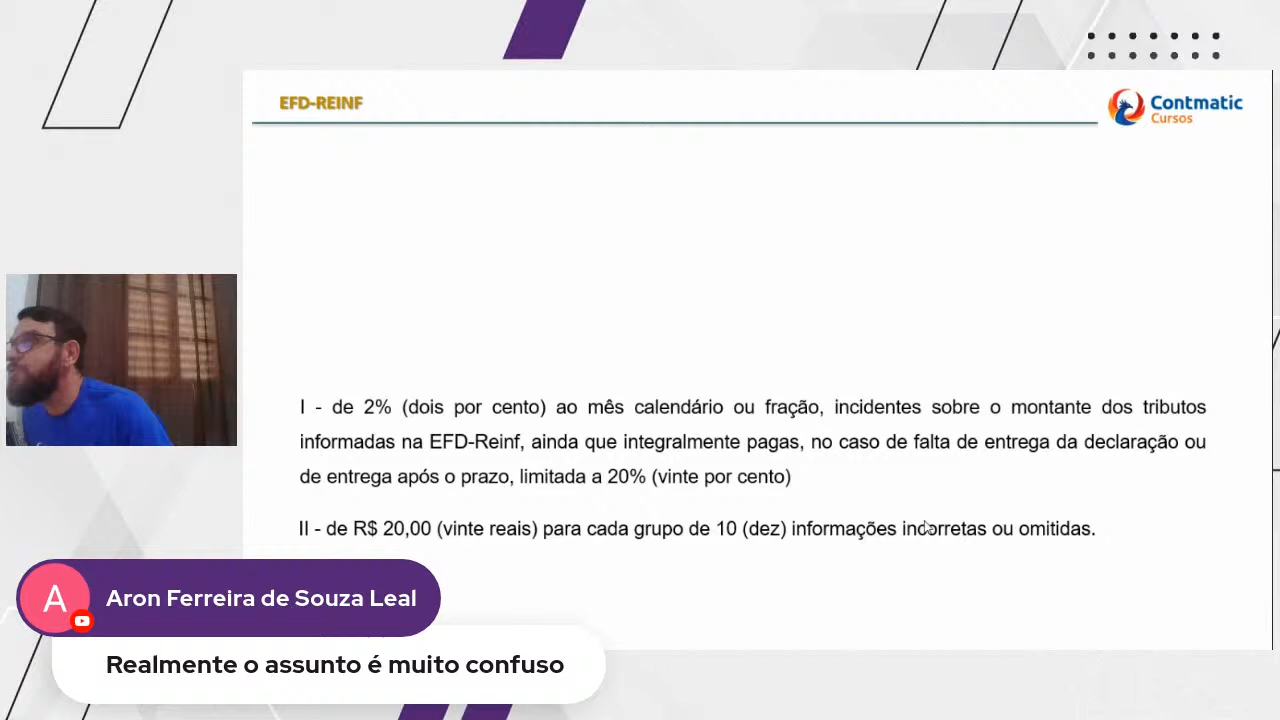 EFD-REINF
Contmatic
Cursos
I - de 2% (dois por cento) ao mês calendário ou fração, incidentes sobre o montante dos tributos
informadas na EFD-Reinf, ainda que integralmente pagas, no caso de falta de entrega da declaração ou
de entrega após o prazo, limitada a 20% (vinte por cento)
II - de R$ 20,00 (vinte reais) para cada grupo de 10 (dez) informações incorretas ou omitidas.
A
Aron Ferreira de Souza Leal
Realmente o assunto é muito confuso